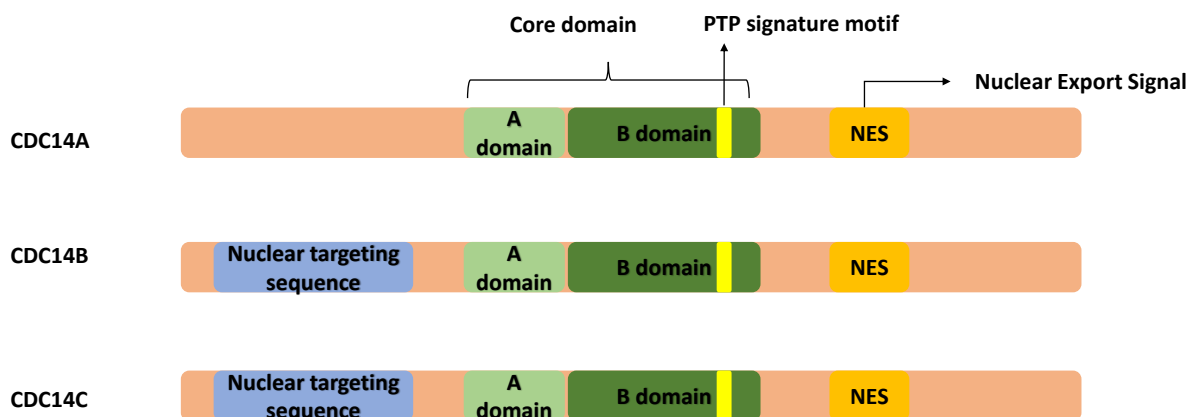 Core domain
PTP signature motif
Nuclear Export Signal
CDC14A
A
domain
B domain
NES
CDC14B
Nuclear targeting
sequence
A
domain
B domain
NES
CDC14C
Nuclear targeting
sequence
A
domain
B domain
NES